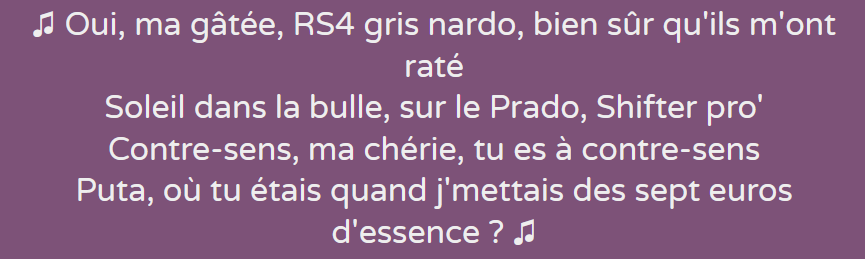 ♫ Oui, ma gâtée, RS4 gris nardo, bien sûr qu'ils m'ont
raté
Soleil dans la bulle, sur le Prado, Shifter pro'
Contre-sens, ma chérie, tu es à contre-sens
Puta, où tu étais quand j'mettais des sept euros
d'essence ? ♫